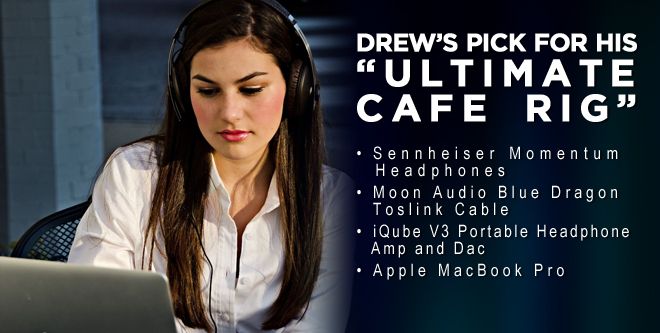 DREW'S PICK FOR HIS
"ULTIMATE
CAFE RIG"
• Sennheiser Momentum
Headphones
• Moon Audio Blue Dragon
Toslink Cable
• iQube V3 Portable Headphone
Amp and Dac
• Apple MacBook Pro